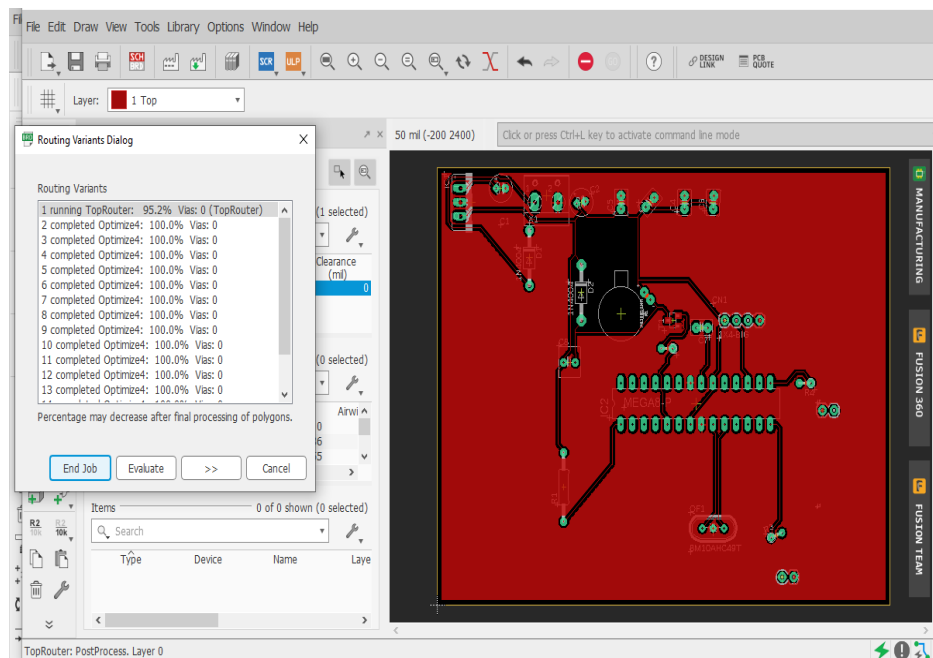 File Edit Draw View Tools Library Options Window Help
SCH
SCR
ULP
DESIGN LINK
PCB QUOTE
Layer: 1 Top
Routing Variants Dialog
50 mil (-200 2400)
Click or press Ctrl+L key to activate command line mode
Routing Variants
1 running TopRouter: 95.2% Vias: 0 (TopRouter)
2 completed Optimize4: 100.0% Vias: 0
3 completed Optimize4: 100.0% Vias: 0
4 completed Optimize4: 100.0% Vias: 0
5 completed Optimize4: 100.0% Vias: 0
6 completed Optimize4: 100.0% Vias: 0
7 completed Optimize4: 100.0% Vias: 0
8 completed Optimize4: 100.0% Vias: 0
9 completed Optimize4: 100.0% Vias: 0
10 completed Optimize4: 100.0% Vias: 0
11 completed Optimize4: 100.0% Vias: 0
12 completed Optimize4: 100.0% Vias: 0
13 completed Optimize4: 100.0% Vias: 0
Percentage may decrease after final processing of polygons.
End Job Evaluate >> Cancel
(1 selected)
Clearance
(mil)
0
(0 selected)
Airwi
Items 0 of 0 shown (0 selected)
Search
Type Device Name Laye
R2 R2
10k 10k
MANUFACTURING
FUSION 360
FUSION TEAM
1N4004
D2
CN1
IC2
MEGA8-P
QF1
TopRouter: PostProcess. Layer 0